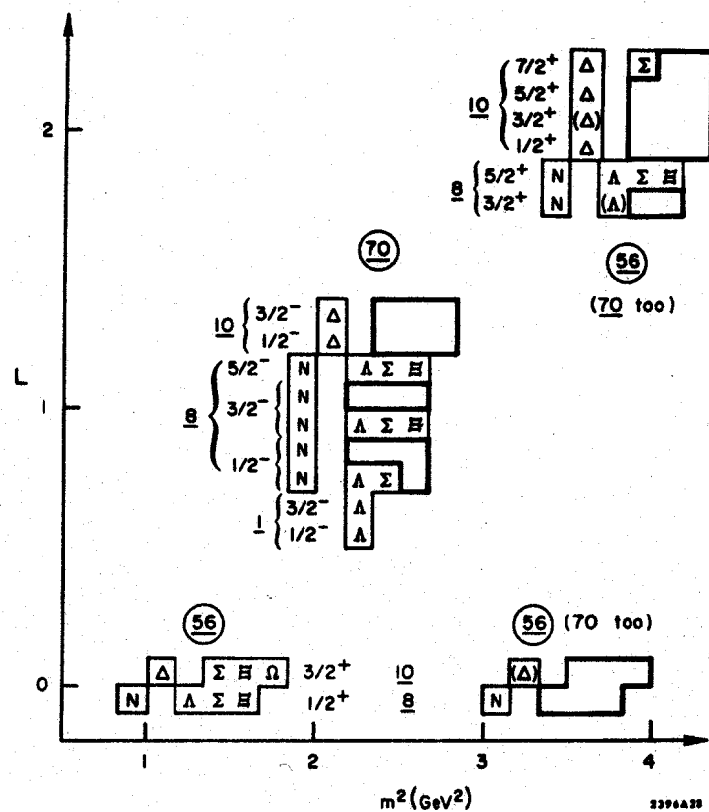 L
2
10 { 7/2⁺ Δ Σ
5/2⁺ Δ
3/2⁺ (Δ)
1/2⁺ Δ
8 { 5/2⁺ N Λ Σ Ξ
3/2⁺ N (Λ)
56
(70 too)
70
10 { 3/2⁻ Δ
1/2⁻ Δ
1
8 { 5/2⁻ N Λ Σ Ξ
3/2⁻ { N
N Λ Σ Ξ
1/2⁻ { N
N Λ Σ
1 { 3/2⁻ Λ
1/2⁻ Λ
56
56 (70 too)
0
Δ Σ Ξ Ω 3/2⁺ 10 (Δ)
N Λ Σ Ξ 1/2⁺ 8 N
1 2 3 4
m² (GeV²)
2396A25